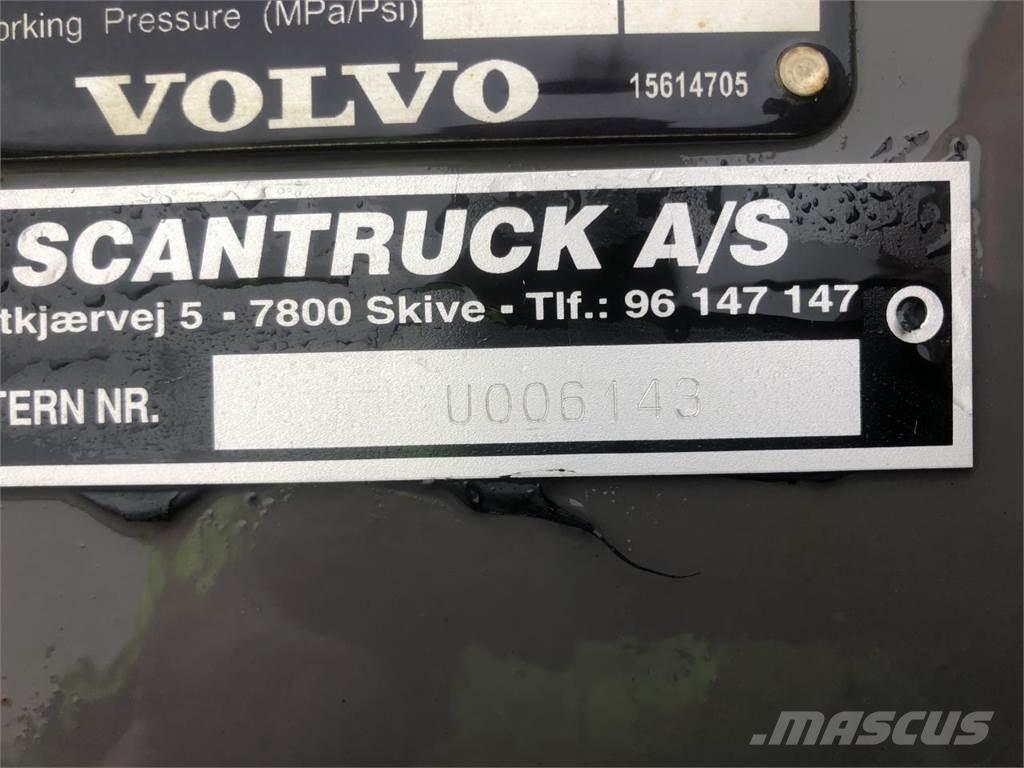 orking Pressure (MPa/Psi)
VOLVO 15614705
SCANTRUCK A/S
tkjærvej 5 - 7800 Skive - Tlf.: 96 147 147
TERN NR. U006143
MASCUS